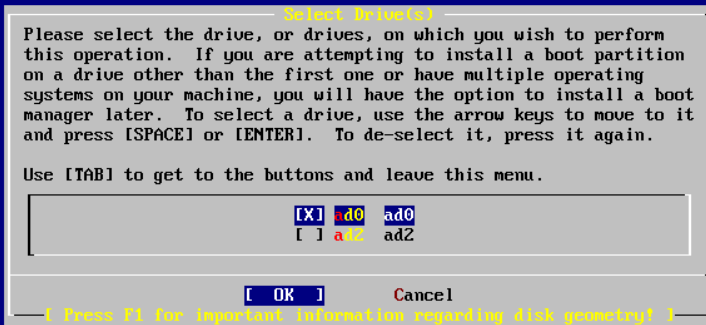 Select Drive(s)
Please select the drive, or drives, on which you wish to perform
this operation.  If you are attempting to install a boot partition
on a drive other than the first one or have multiple operating
systems on your machine, you will have the option to install a boot
manager later.  To select a drive, use the arrow keys to move to it
and press [SPACE] or [ENTER].  To de-select it, press it again.
Use [TAB] to get to the buttons and leave this menu.
[X] ad0 ad0
[ ] ad2 ad2
[ OK ] Cancel
[ Press F1 for important information regarding disk geometry! ]